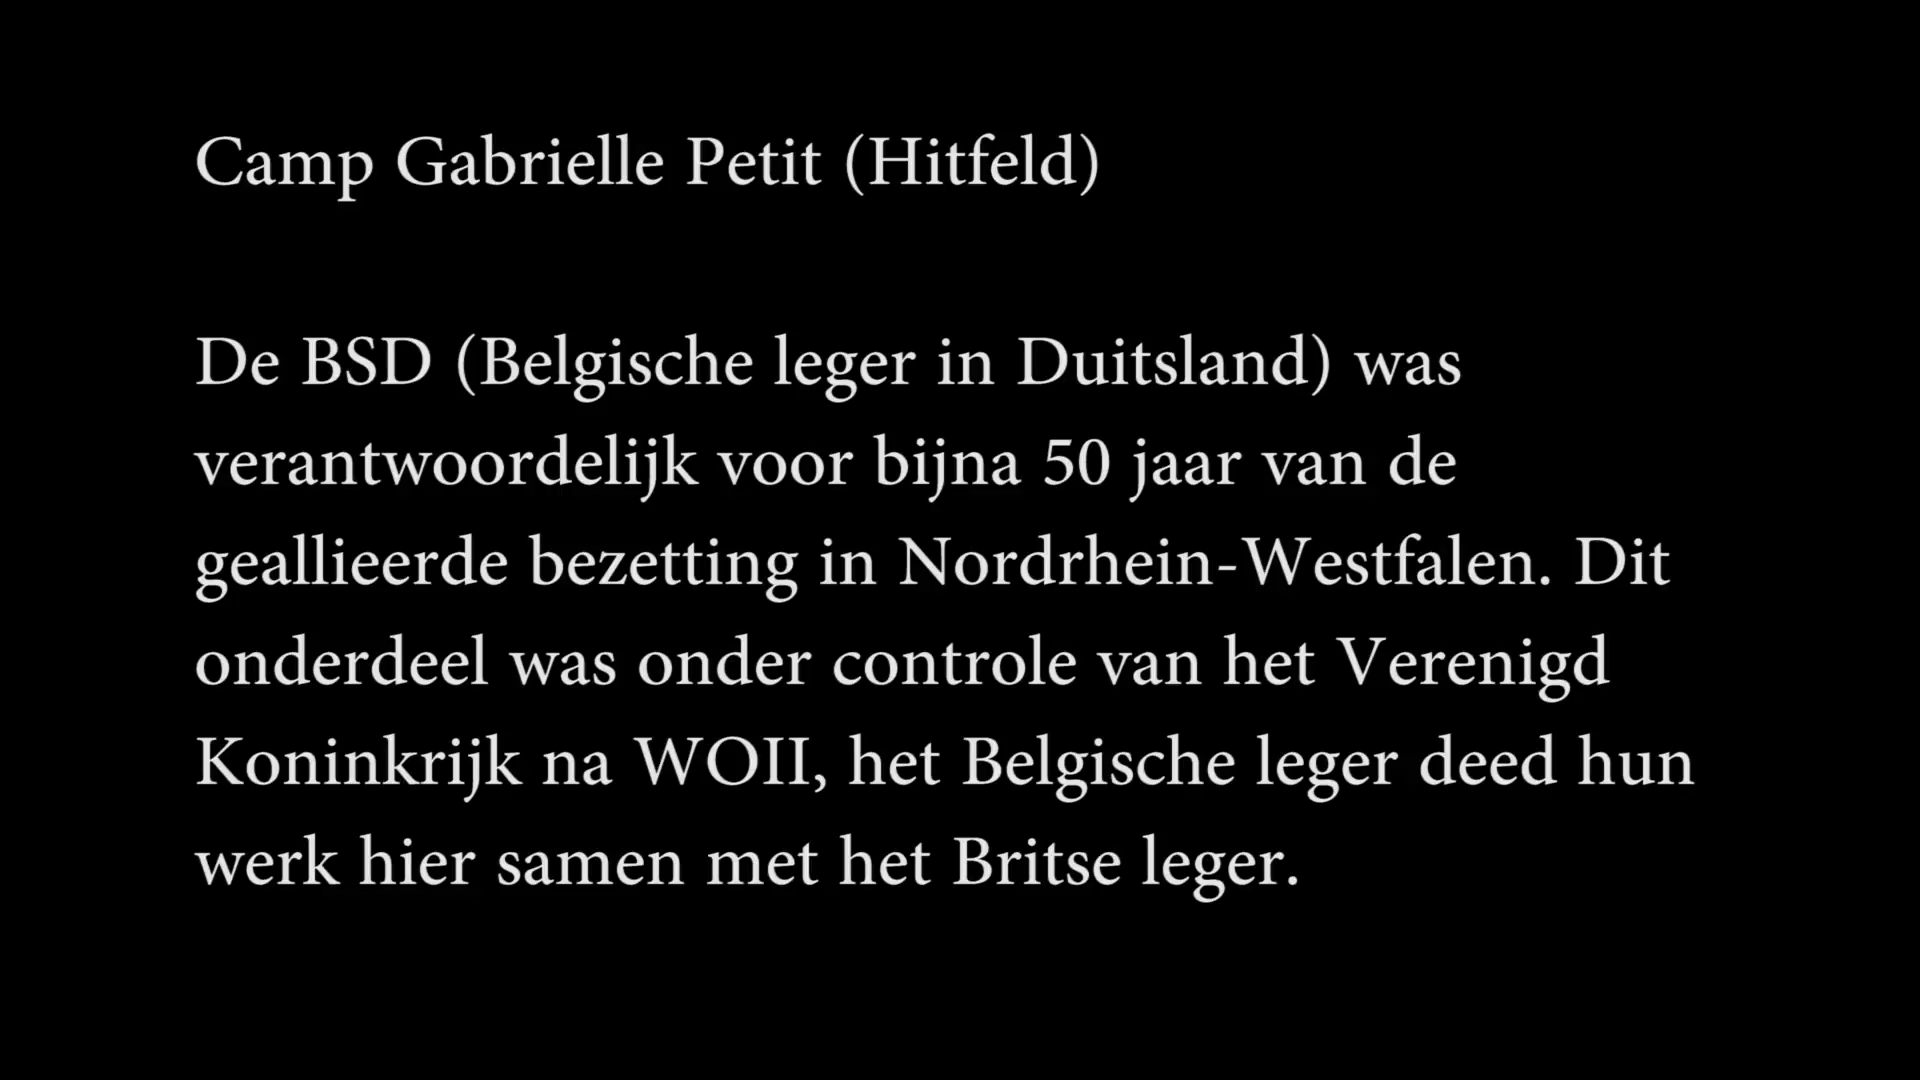 Camp Gabrielle Petit (Hitfeld)
De BSD (Belgische leger in Duitsland) was
verantwoordelijk voor bijna 50 jaar van de
geallieerde bezetting in Nordrhein-Westfalen. Dit
onderdeel was onder controle van het Verenigd
Koninkrijk na WOII, het Belgische leger deed hun
werk hier samen met het Britse leger.